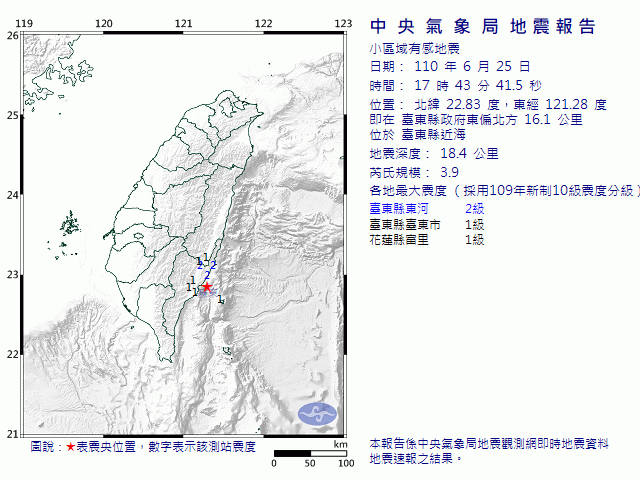 中央氣象局地震報告
小區域有感地震
日期： 110 年 6 月 25 日
時間： 17 時 43 分 41.5 秒
位置： 北緯 22.83 度，東經 121.28 度
即在 臺東縣政府東偏北方 16.1 公里
位於 臺東縣近海
地震深度： 18.4 公里
芮氏規模： 3.9
各地最大震度（採用109年新制10級震度分級）
臺東縣東河 2級
臺東縣臺東市 1級
花蓮縣富里 1級
本報告係中央氣象局地震觀測網即時地震資料
地震速報之結果。
119 120 121 122 123
26
25
24
23
22
21
1 1
2 2
2
1
1
1
1
圖說：★表震央位置，數字表示該測站震度
km
0 50 100